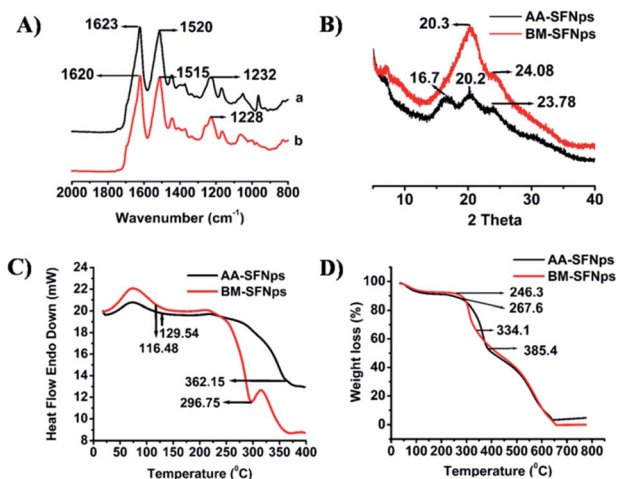 A)
1623
1520
1620
1515
1232
1228
a
b
2000 1800 1600 1400 1200 1000 800
Wavenumber (cm-1)
B)
AA-SFNps
BM-SFNps
20.3
16.7
20.2
24.08
23.78
10 20 30 40
2 Theta
C)
Heat Flow Endo Down (mW)
24
22
20
18
16
14
12
10
8
AA-SFNps
BM-SFNps
129.54
116.48
362.15
296.75
0 50 100 150 200 250 300 350 400
Temperature (0C)
D)
Weight loss (%)
100
80
60
40
20
0
AA-SFNps
BM-SFNps
246.3
267.6
334.1
385.4
0 100 200 300 400 500 600 700 800
Temperature (0C)